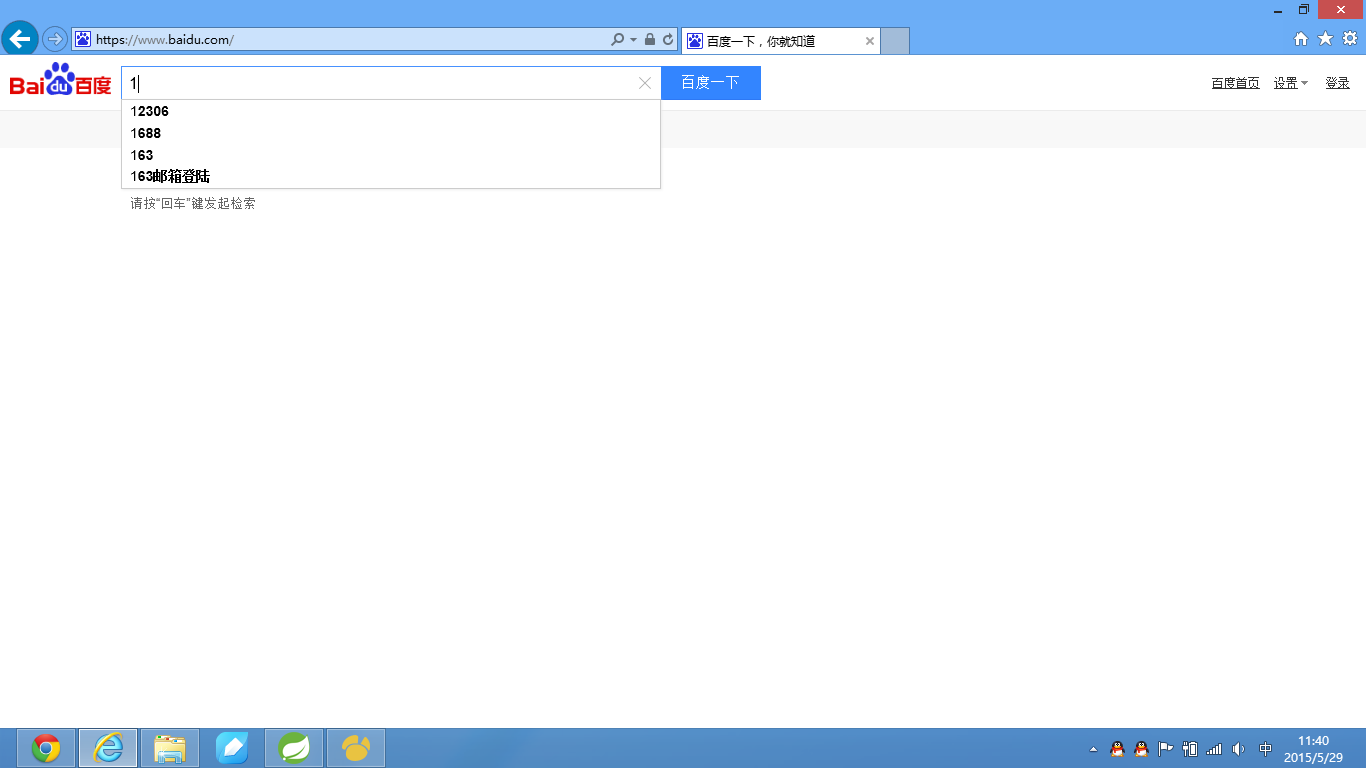 https://www.baidu.com/
百度一下，你就知道
Bai du 百度
1
百度一下
百度首页 设置 登录
12306
1688
163
163邮箱登陆
请按“回车”键发起检索
中
11:40
2015/5/29